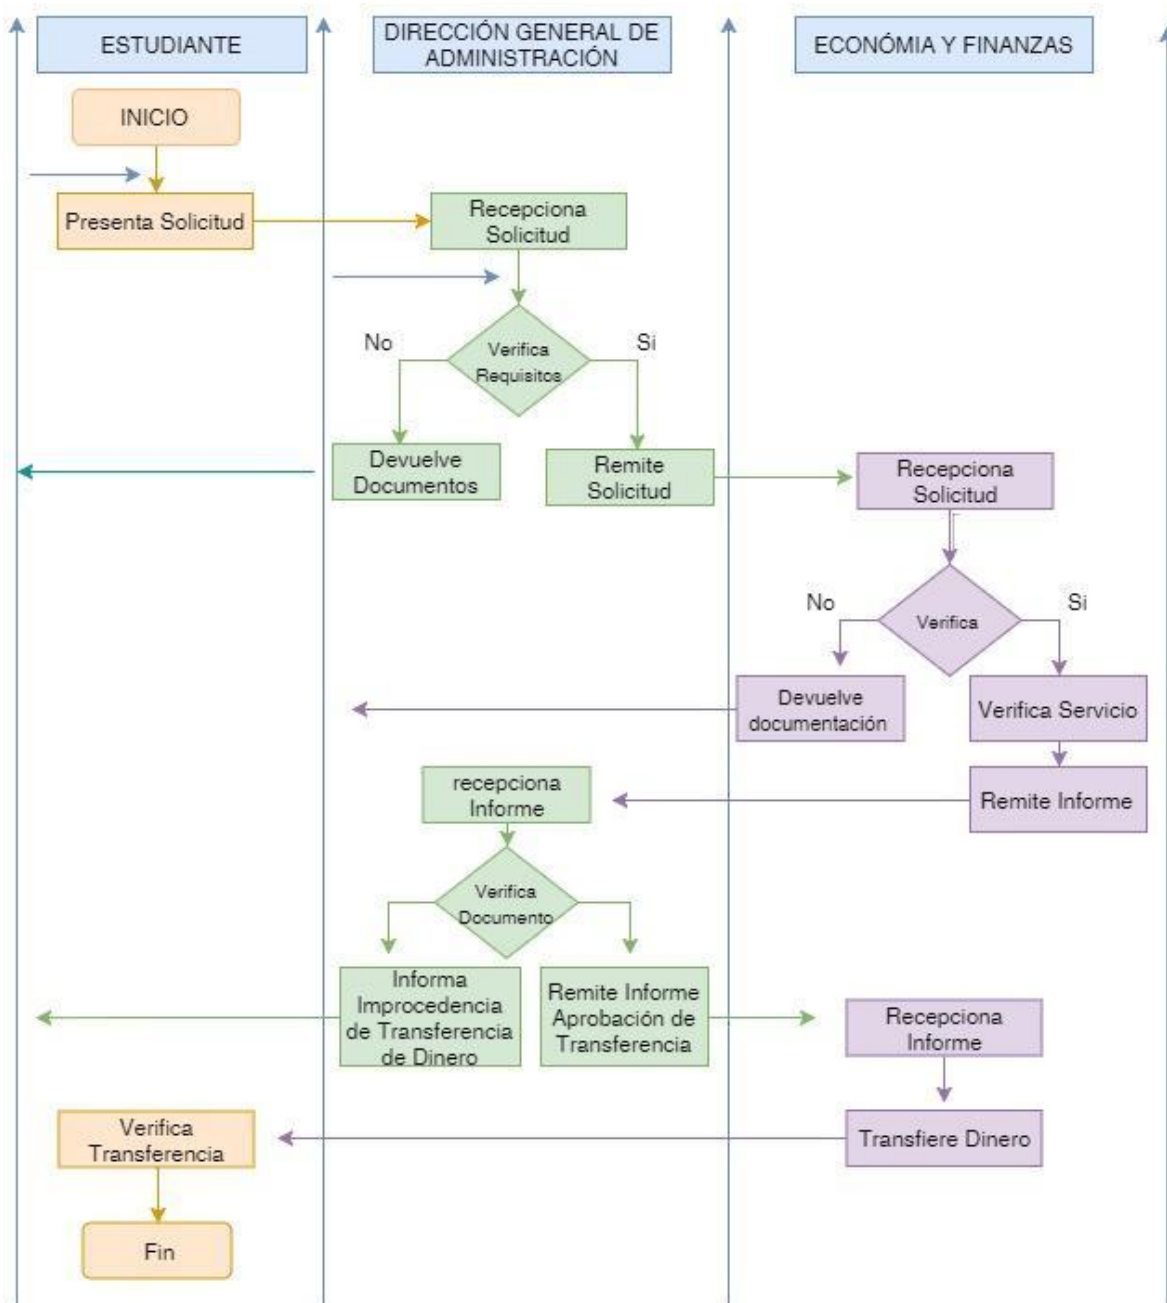 ESTUDIANTE
DIRECCIÓN GENERAL DE
ADMINISTRACIÓN
ECONÓMIA Y FINANZAS
INICIO
Presenta Solicitud
Recepciona
Solicitud
No
Si
Verifica
Requisitos
Devuelve
Documentos
Remite
Solicitud
Recepciona
Solicitud
No
Si
Verifica
Devuelve
documentación
Verifica Servicio
recepciona
Informe
Remite Informe
Verifica
Documento
Informa
Improcedencia
de Transferencia
de Dinero
Remite Informe
Aprobación de
Transferencia
Recepciona
Informe
Verifica
Transferencia
Transfiere Dinero
Fin